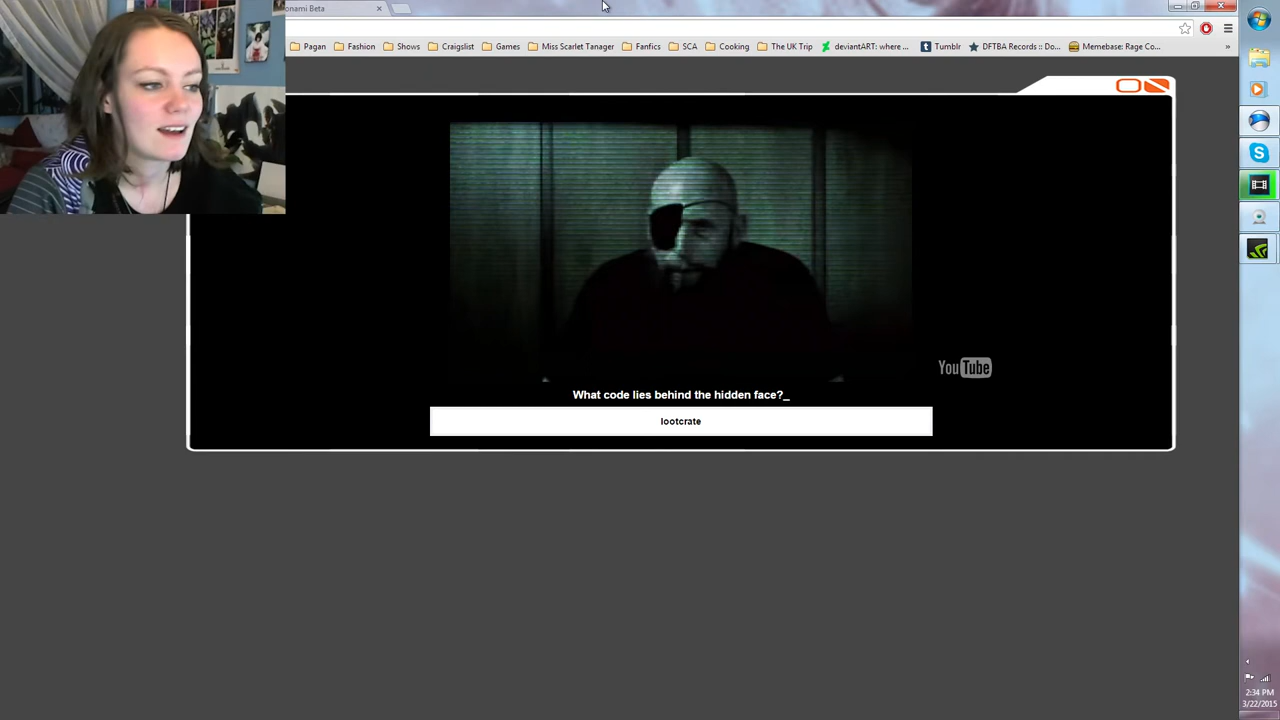 onami Beta
Pagan Fashion Shows Craigslist Games Miss Scarlet Tanager Fanfics SCA Cooking The UK Trip deviantART: where ... Tumblr DFTBA Records :: Do... Memebase: Rage Co... »
YouTube
What code lies behind the hidden face?_
lootcrate
2:34 PM
3/22/2015